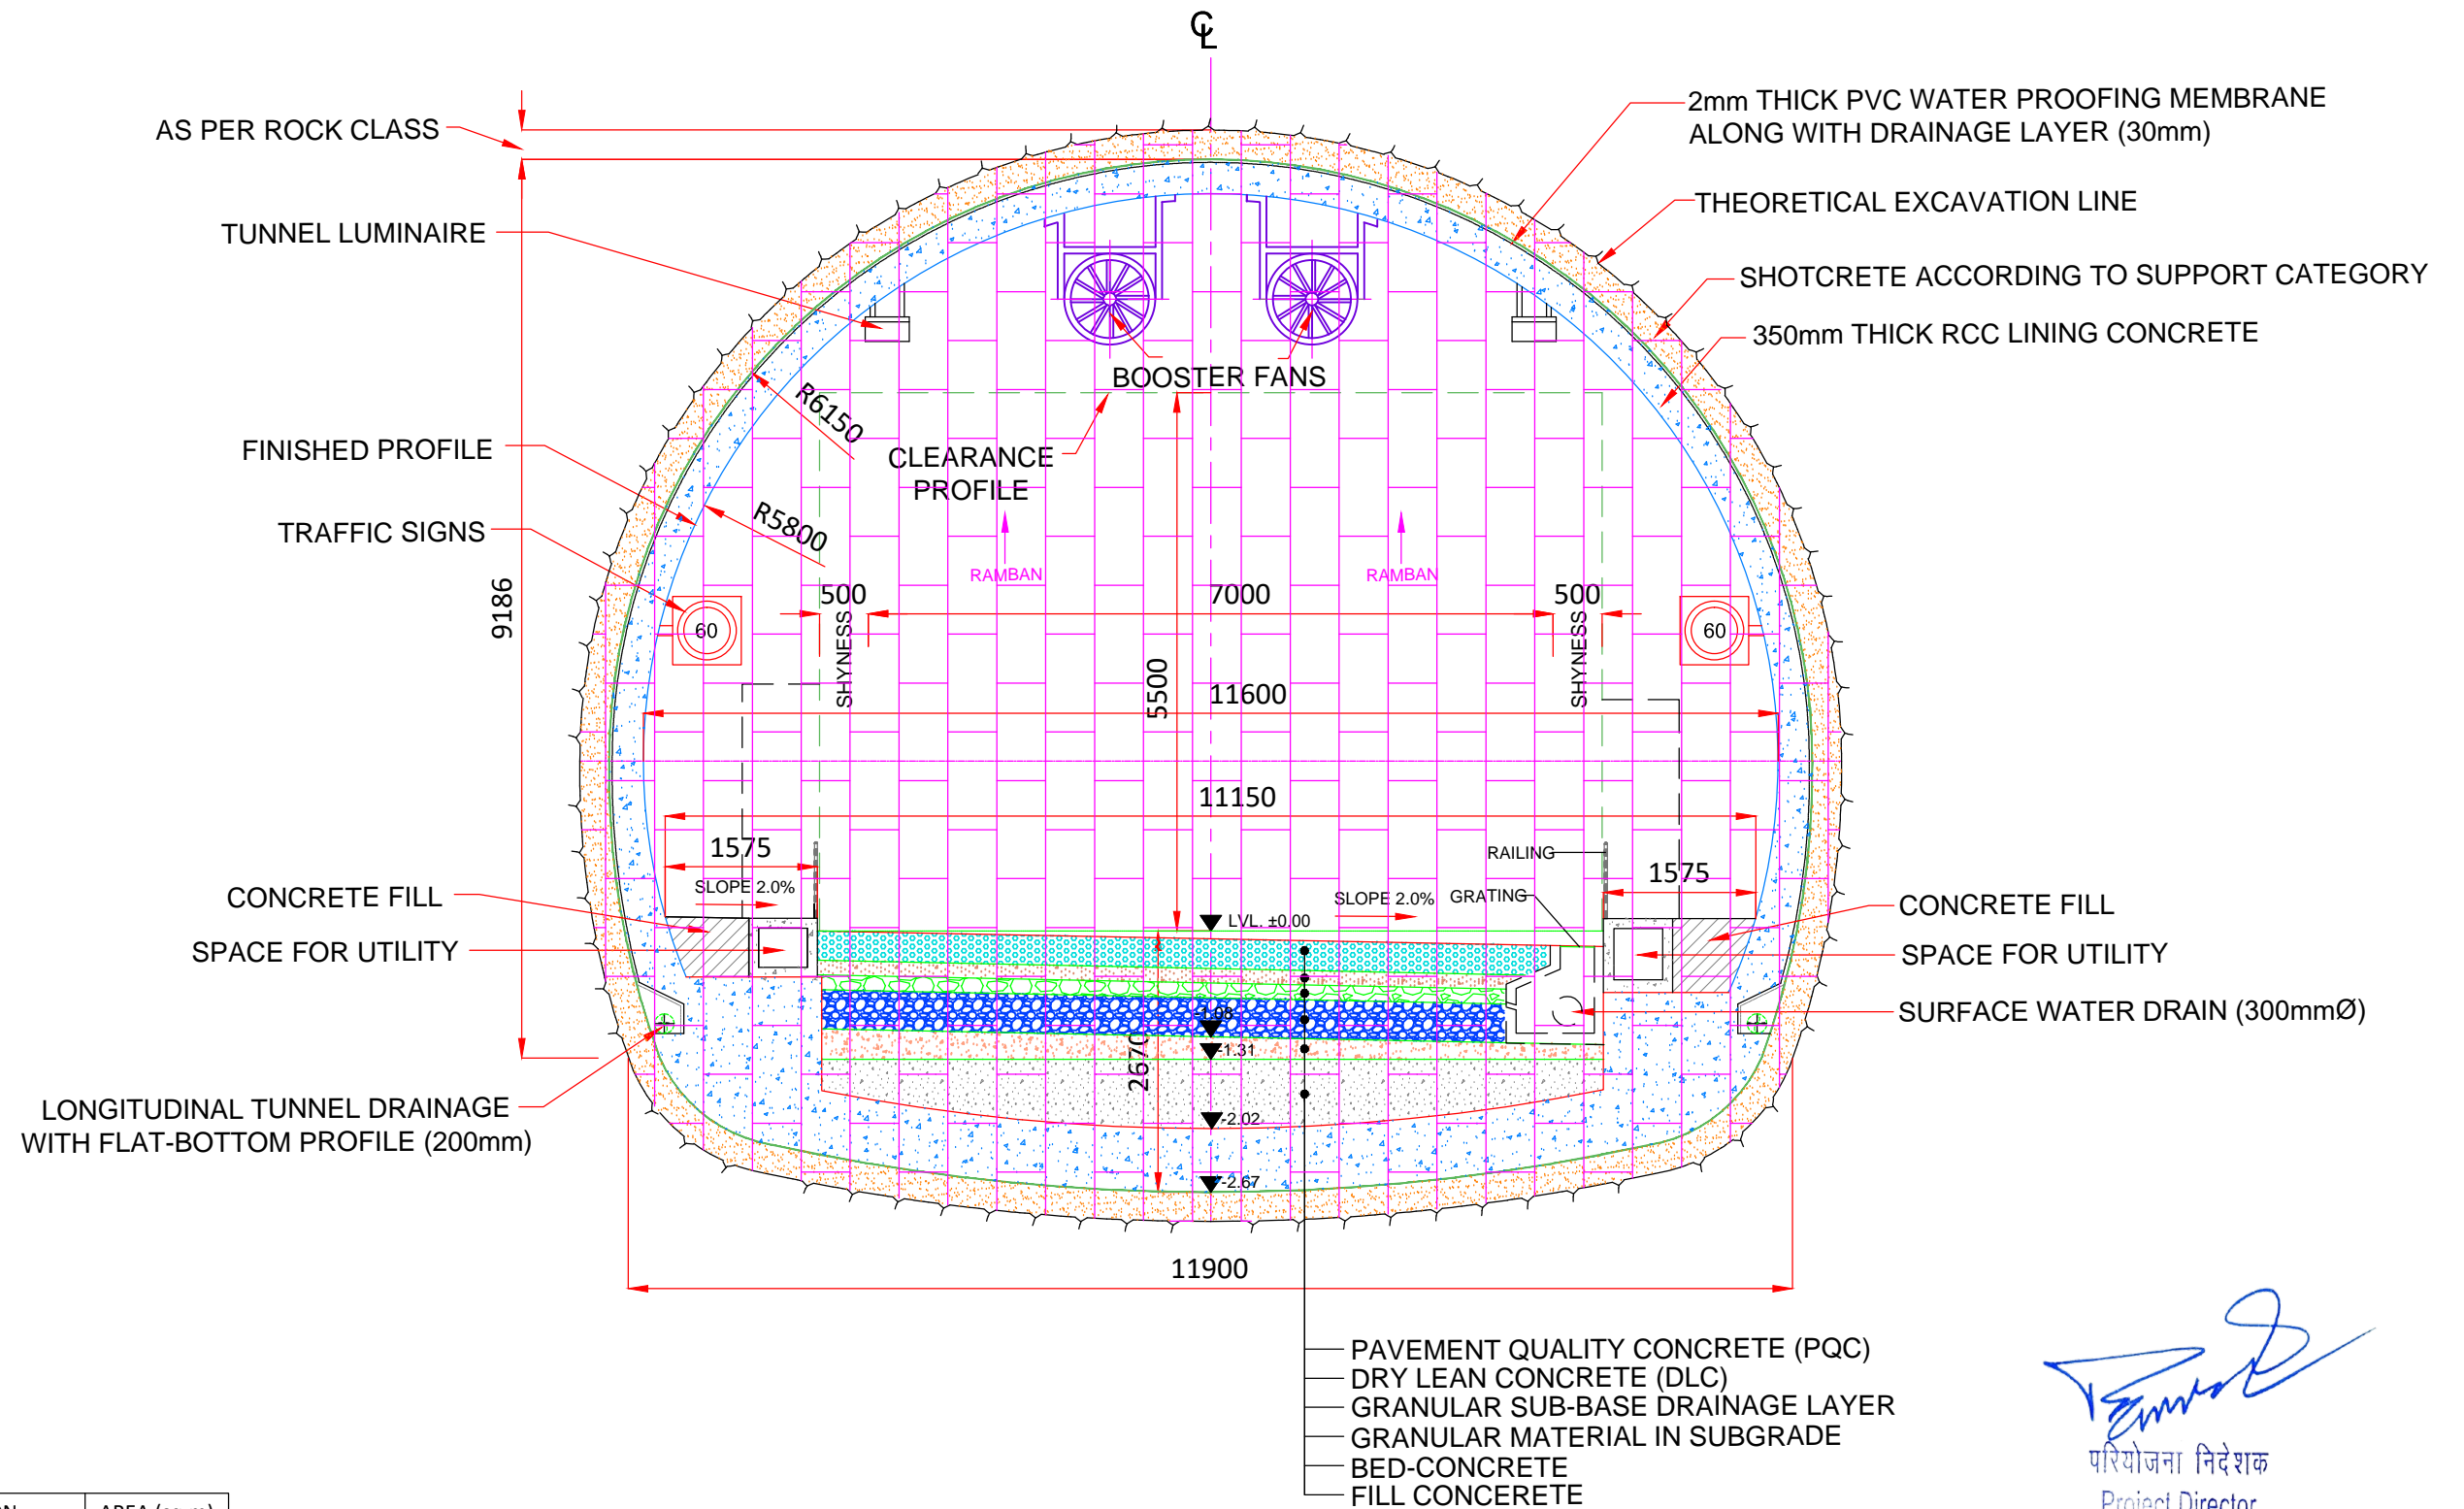 ℄
AS PER ROCK CLASS
2mm THICK PVC WATER PROOFING MEMBRANE
ALONG WITH DRAINAGE LAYER (30mm)
THEORETICAL EXCAVATION LINE
TUNNEL LUMINAIRE
SHOTCRETE ACCORDING TO SUPPORT CATEGORY
350mm THICK RCC LINING CONCRETE
BOOSTER FANS
R6150
FINISHED PROFILE
CLEARANCE
PROFILE
R5800
TRAFFIC SIGNS
RAMBAN
RAMBAN
9186
500
7000
500
60
60
SHYNESS
SHYNESS
5500
11600
11150
1575
RAILING
1575
SLOPE 2.0%
SLOPE 2.0%
GRATING
CONCRETE FILL
CONCRETE FILL
LVL. ±0.00
SPACE FOR UTILITY
SPACE FOR UTILITY
-1.08
SURFACE WATER DRAIN (300mmØ)
-1.31
2670
LONGITUDINAL TUNNEL DRAINAGE
WITH FLAT-BOTTOM PROFILE (200mm)
-2.02
-2.67
11900
PAVEMENT QUALITY CONCRETE (PQC)
DRY LEAN CONCRETE (DLC)
GRANULAR SUB-BASE DRAINAGE LAYER
GRANULAR MATERIAL IN SUBGRADE
BED-CONCRETE
FILL CONCERETE
परियोजना निदेशक
Project Director